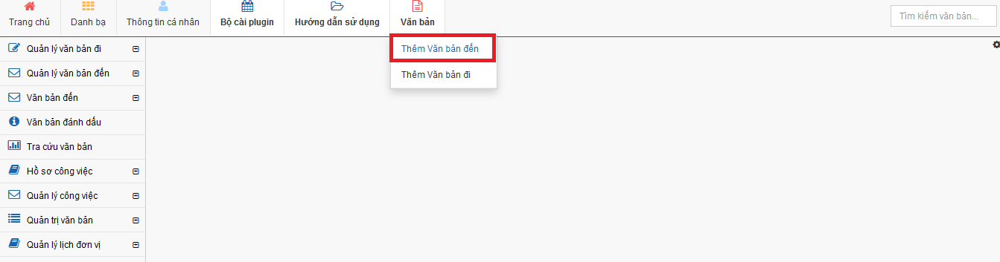 Trang chủ
Danh bạ
Thông tin cá nhân
Bộ cài plugin
Hướng dẫn sử dụng
Văn bản
Tìm kiếm văn bản...
Thêm Văn bản đến
Thêm Văn bản đi
Quản lý văn bản đi
Quản lý văn bản đến
Văn bản đến
Văn bản đánh dấu
Tra cứu văn bản
Hồ sơ công việc
Quản lý công việc
Quản trị văn bản
Quản lý lịch đơn vị